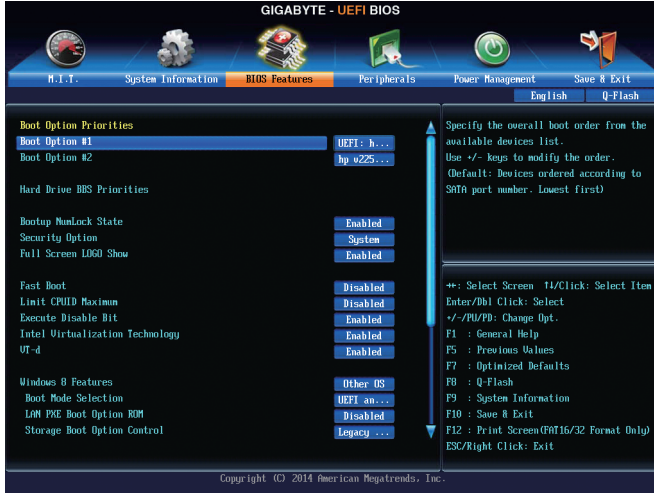 GIGABYTE - UEFI BIOS
M.I.T.
System Information
BIOS Features
Peripherals
Power Management
Save & Exit
English
Q-Flash
Boot Option Priorities
Boot Option #1 UEFI: h...
Boot Option #2 hp v225...
Hard Drive BBS Priorities
Bootup NumLock State Enabled
Security Option System
Full Screen LOGO Show Enabled
Fast Boot Disabled
Limit CPUID Maximum Disabled
Execute Disable Bit Enabled
Intel Virtualization Technology Enabled
VT-d Enabled
Windows 8 Features Other OS
Boot Mode Selection UEFI an...
LAN PXE Boot Option ROM Disabled
Storage Boot Option Control Legacy ...
Specify the overall boot order from the
available devices list.
Use +/- keys to modify the order.
(Default: Devices ordered according to
SATA port number. Lowest first)
→←: Select Screen ↑↓/Click: Select Item
Enter/Dbl Click: Select
+/-/PU/PD: Change Opt.
F1 : General Help
F5 : Previous Values
F7 : Optimized Defaults
F8 : Q-Flash
F9 : System Information
F10 : Save & Exit
F12 : Print Screen(FAT16/32 Format Only)
ESC/Right Click: Exit
Copyright (C) 2014 American Megatrends, Inc.